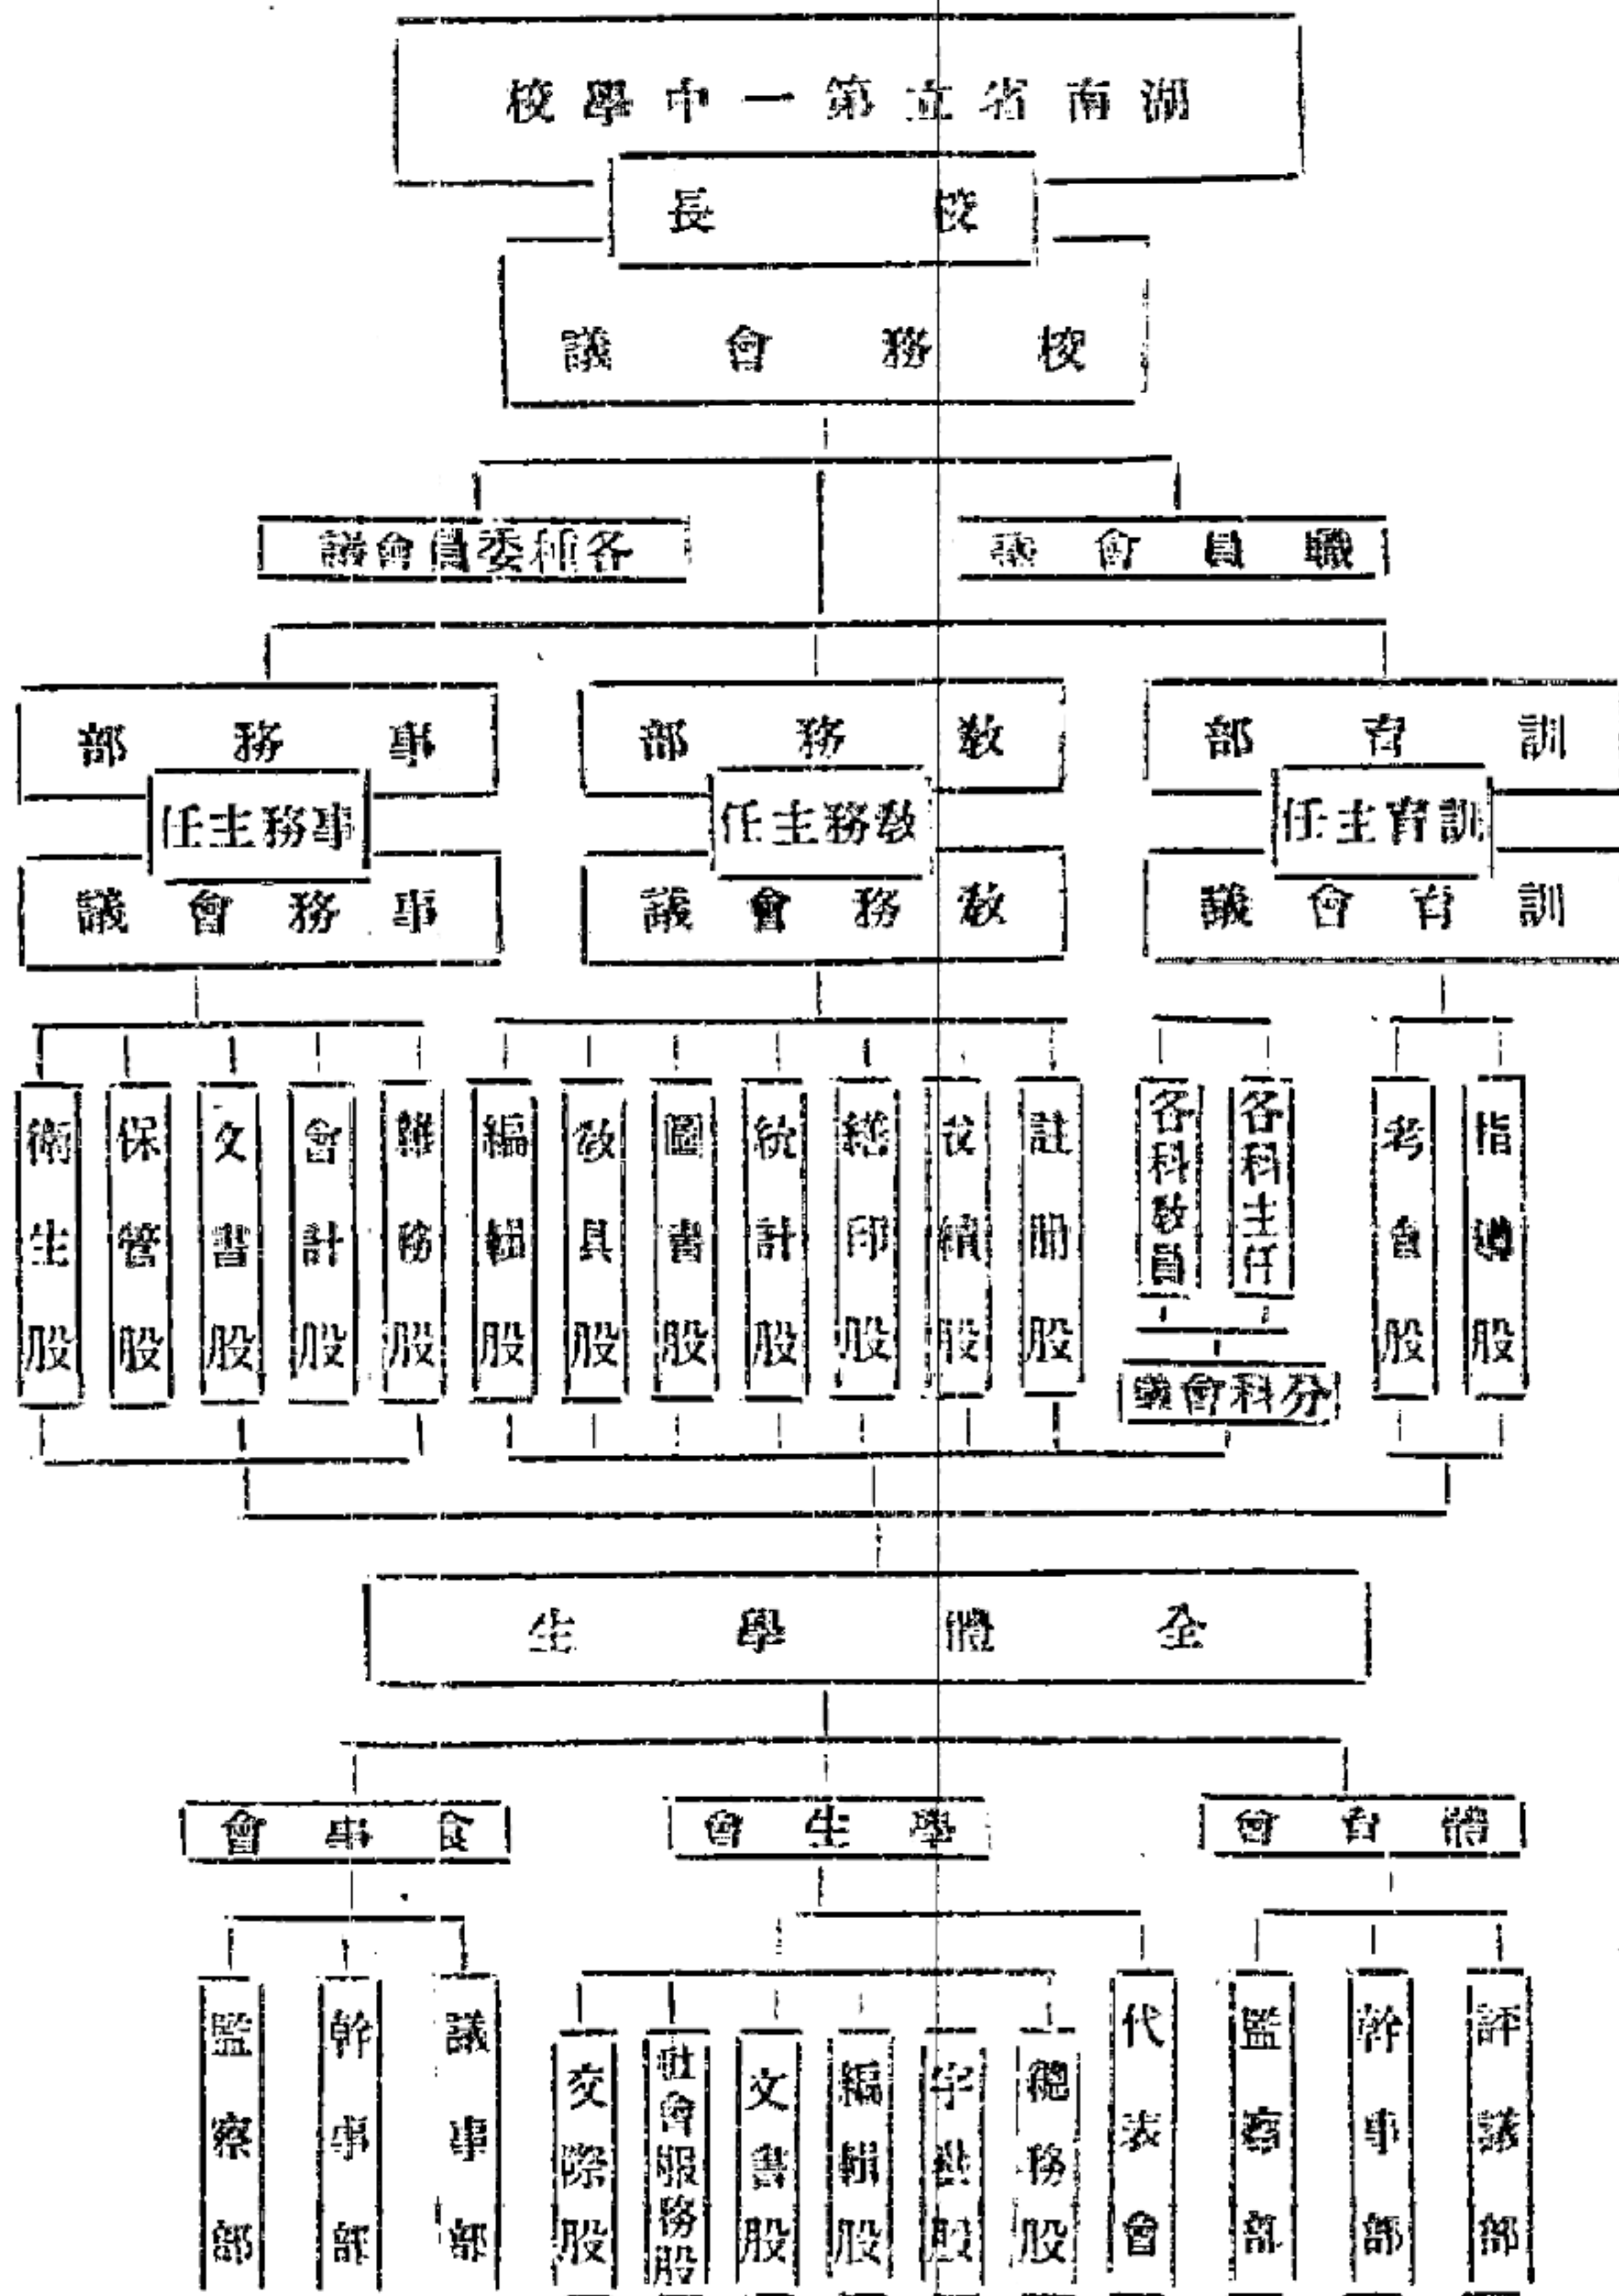 湖南省立第一中學校
校長
校務會議
職員會議
各種委員會議
訓育部
訓育主任
訓育會議
教務部
教務主任
教務會議
事務部
事務主任
事務會議
指導股
考會股
各科主任
各科教員
分科會議
註冊股
成績股
繕印股
統計股
圖書股
教具股
編輯股
雜務股
會計股
文書股
保管股
衛生股
全體學生
體育會
學生會
食事會
評議部
幹事部
監察部
代表會
總務股
股
編輯股
文書股
社會服務股
交際股
議事部
幹事部
監察部